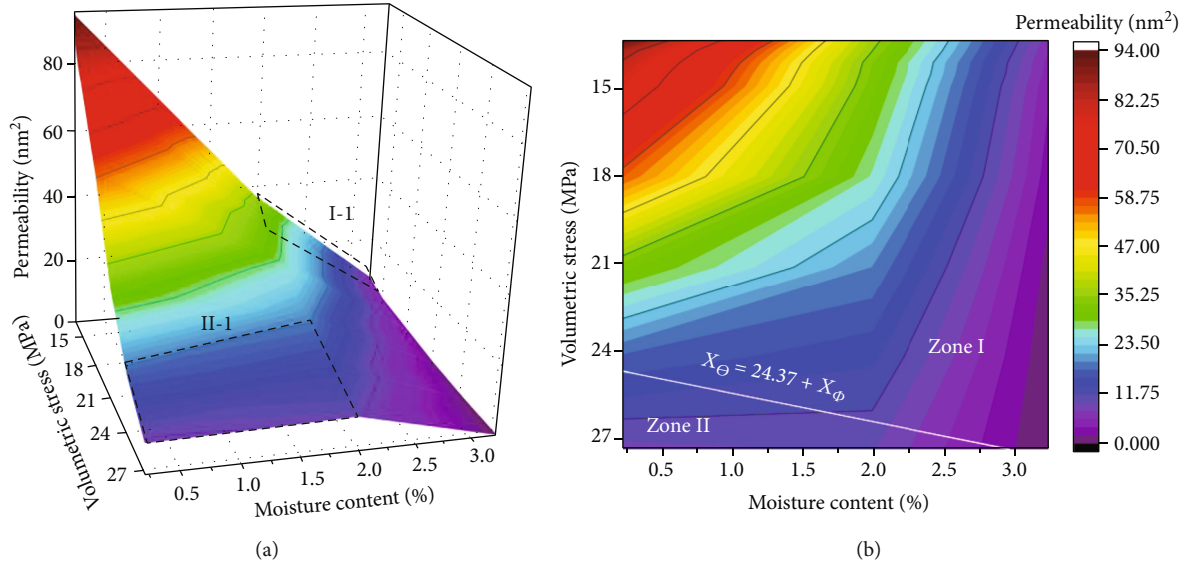 Permeability (nm²)
80
60
40
20
0
I-1
II-1
15
18
21
24
27
Volumetric stress (MPa)
0.5
1.0
1.5
2.0
2.5
3.0
Moisture content (%)
(a)
Volumetric stress (MPa)
15
18
21
24
27
Zone I
X_Θ = 24.37 + X_Φ
Zone II
0.5
1.0
1.5
2.0
2.5
3.0
Moisture content (%)
(b)
Permeability (nm²)
94.00
82.25
70.50
58.75
47.00
35.25
23.50
11.75
0.000